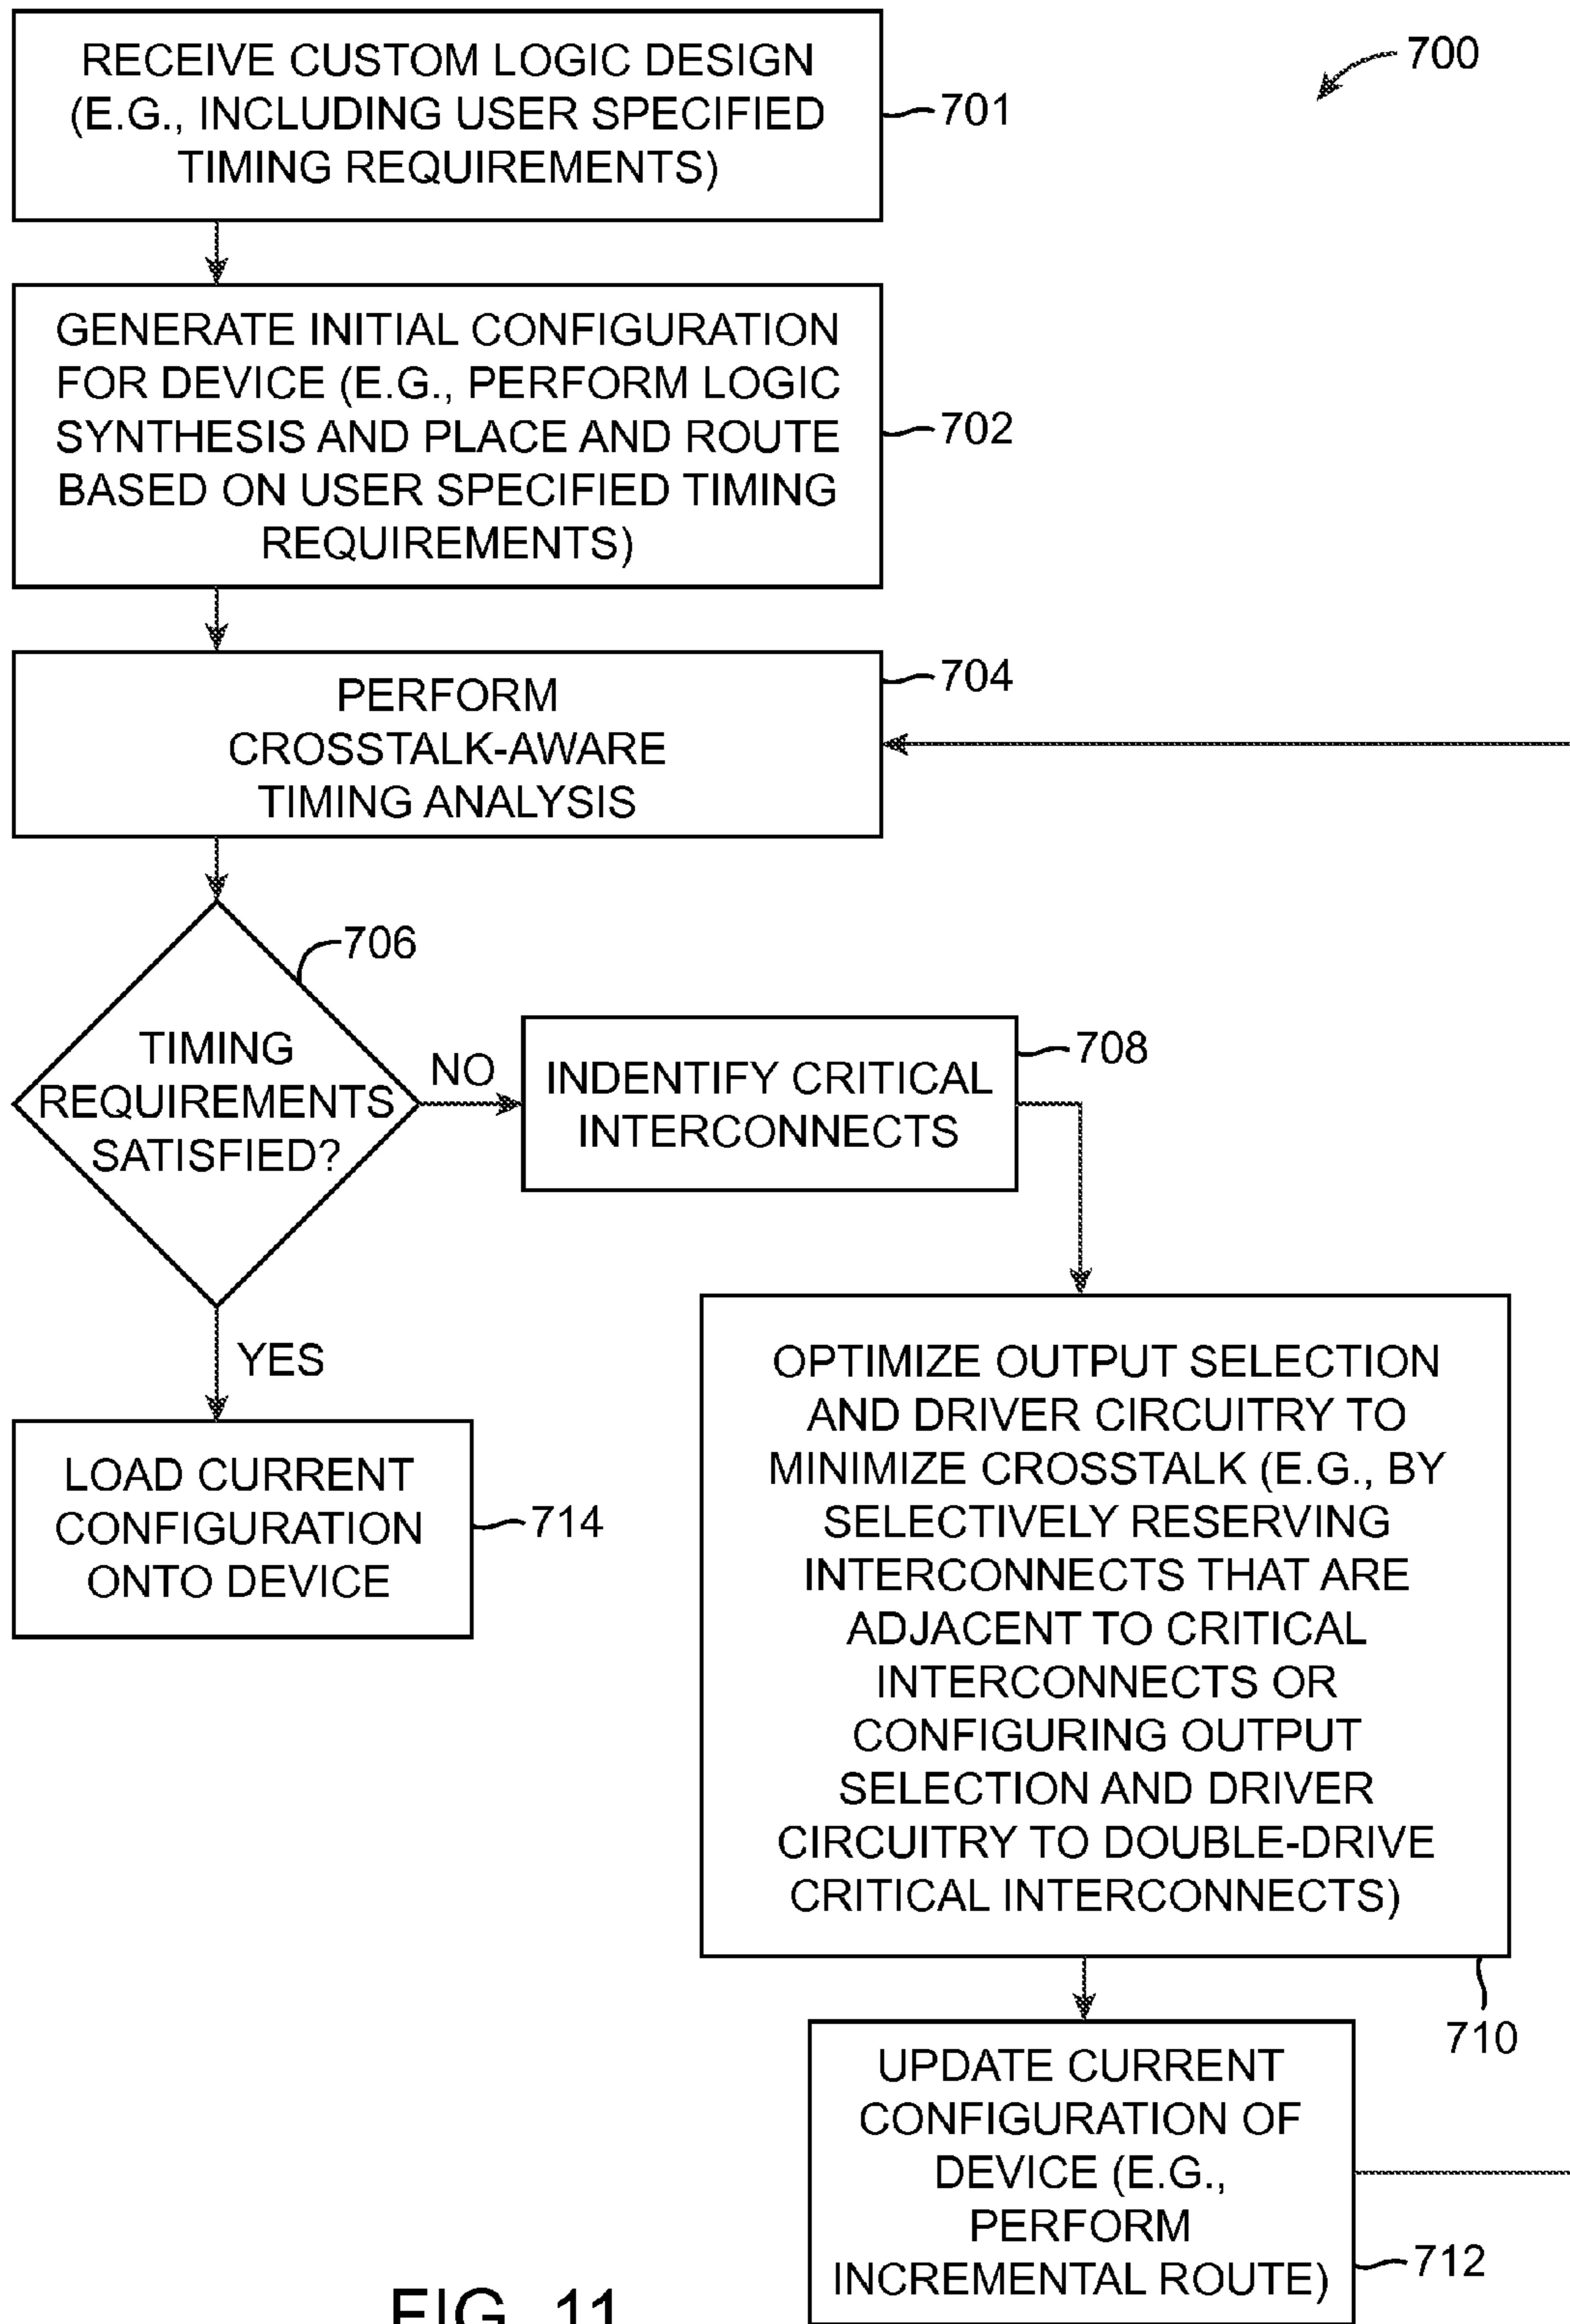 RECEIVE CUSTOM LOGIC DESIGN
(E.G., INCLUDING USER SPECIFIED
TIMING REQUIREMENTS)
701
700
GENERATE INITIAL CONFIGURATION
FOR DEVICE (E.G., PERFORM LOGIC
SYNTHESIS AND PLACE AND ROUTE
BASED ON USER SPECIFIED TIMING
REQUIREMENTS)
702
PERFORM
CROSSTALK-AWARE
TIMING ANALYSIS
704
TIMING
REQUIREMENTS
SATISFIED?
706
NO
INDENTIFY CRITICAL
INTERCONNECTS
708
YES
LOAD CURRENT
CONFIGURATION
ONTO DEVICE
714
OPTIMIZE OUTPUT SELECTION
AND DRIVER CIRCUITRY TO
MINIMIZE CROSSTALK (E.G., BY
SELECTIVELY RESERVING
INTERCONNECTS THAT ARE
ADJACENT TO CRITICAL
INTERCONNECTS OR
CONFIGURING OUTPUT
SELECTION AND DRIVER
CIRCUITRY TO DOUBLE-DRIVE
CRITICAL INTERCONNECTS)
710
UPDATE CURRENT
CONFIGURATION OF
DEVICE (E.G.,
PERFORM
INCREMENTAL ROUTE)
712
FIG. 11